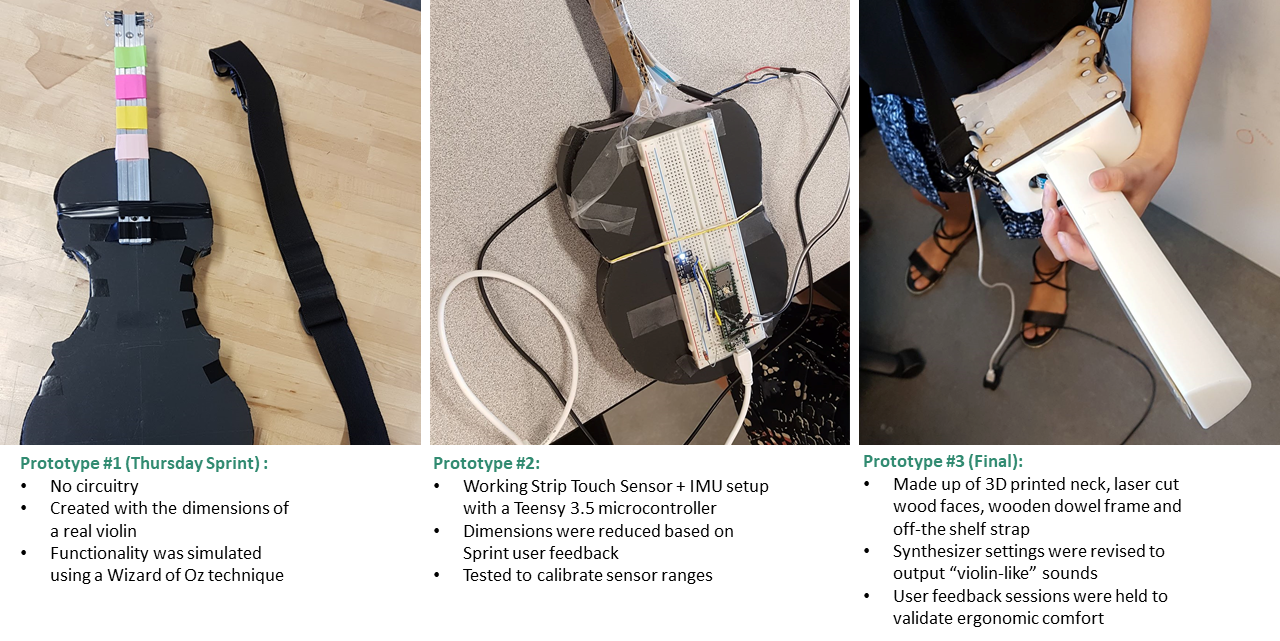 Prototype #1 (Thursday Sprint) :
• No circuitry
• Created with the dimensions of
a real violin
• Functionality was simulated
using a Wizard of Oz technique
Prototype #2:
• Working Strip Touch Sensor + IMU setup
with a Teensy 3.5 microcontroller
• Dimensions were reduced based on
Sprint user feedback
• Tested to calibrate sensor ranges
Prototype #3 (Final):
• Made up of 3D printed neck, laser cut
wood faces, wooden dowel frame and
off-the shelf strap
• Synthesizer settings were revised to
output “violin-like” sounds
• User feedback sessions were held to
validate ergonomic comfort